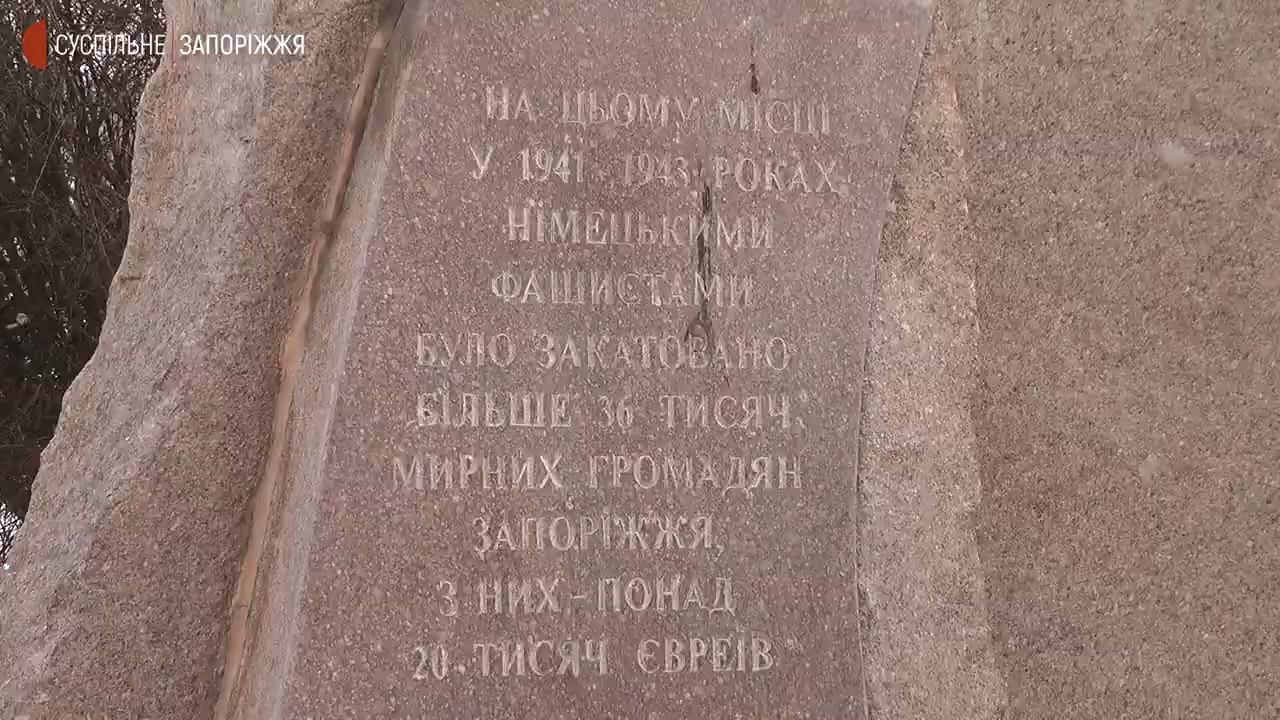 СУСПІЛЬНЕ ЗАПОРІЖЖЯ
НА ЦЬОМУ МІСЦІ
У 1941 1943 РОКАХ
НІМЕЦЬКИМИ
ФАШИСТАМИ
БУЛО ЗАКАТОВАНО
БІЛЬШЕ 36 ТИСЯЧ
МИРНИХ ГРОМАДЯН
ЗАПОРІЖЖЯ,
З НИХ - ПОНАД
20 ТИСЯЧ ЄВРЕЇВ